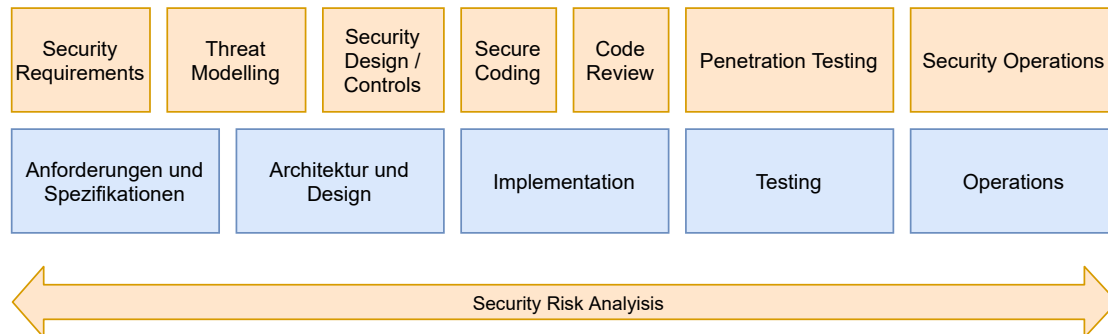 Security
Requirements
Threat
Modelling
Security
Design /
Controls
Secure
Coding
Code
Review
Penetration Testing
Security Operations
Anforderungen und
Spezifikationen
Architektur und
Design
Implementation
Testing
Operations
Security Risk Analyisis